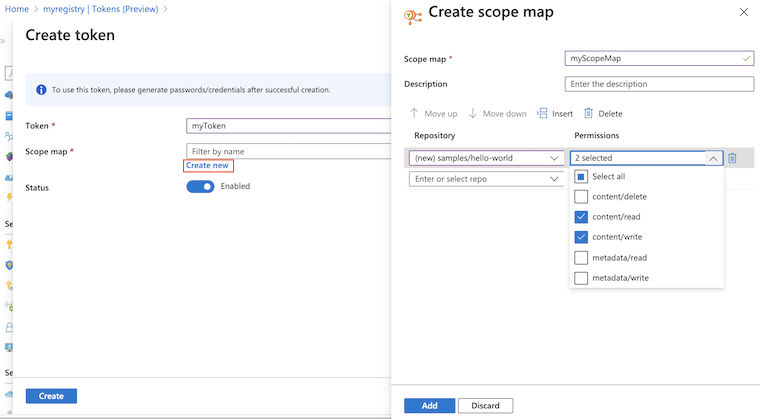 Home > myregistry | Tokens (Preview) >
Create token
To use this token, please generate passwords/credentials after successful creation.
Token *
myToken
Scope map *
Filter by name
Create new
Status
Enabled
Create
Create scope map
Scope map *
myScopeMap
Description
Enter the description
Move up
Move down
Insert
Delete
Repository
Permissions
(new) samples/hello-world
2 selected
Enter or select repo
Select all
content/delete
content/read
content/write
metadata/read
metadata/write
Add
Discard